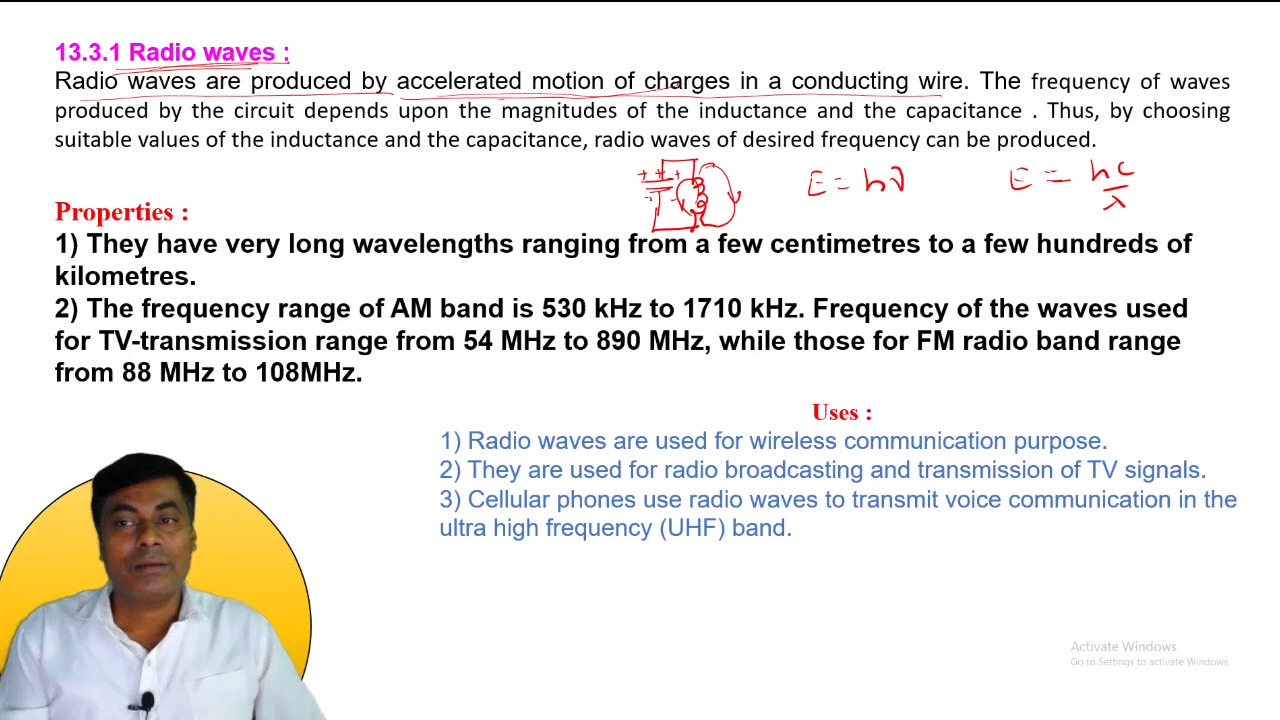 13.3.1 Radio waves :
Radio waves are produced by accelerated motion of charges in a conducting wire. The frequency of waves
produced by the circuit depends upon the magnitudes of the inductance and the capacitance . Thus, by choosing
suitable values of the inductance and the capacitance, radio waves of desired frequency can be produced.
E = hν E = hc/λ
Properties :
1) They have very long wavelengths ranging from a few centimetres to a few hundreds of
kilometres.
2) The frequency range of AM band is 530 kHz to 1710 kHz. Frequency of the waves used
for TV-transmission range from 54 MHz to 890 MHz, while those for FM radio band range
from 88 MHz to 108MHz.
Uses :
1) Radio waves are used for wireless communication purpose.
2) They are used for radio broadcasting and transmission of TV signals.
3) Cellular phones use radio waves to transmit voice communication in the
ultra high frequency (UHF) band.
Activate Windows
Go to Settings to activate Windows.